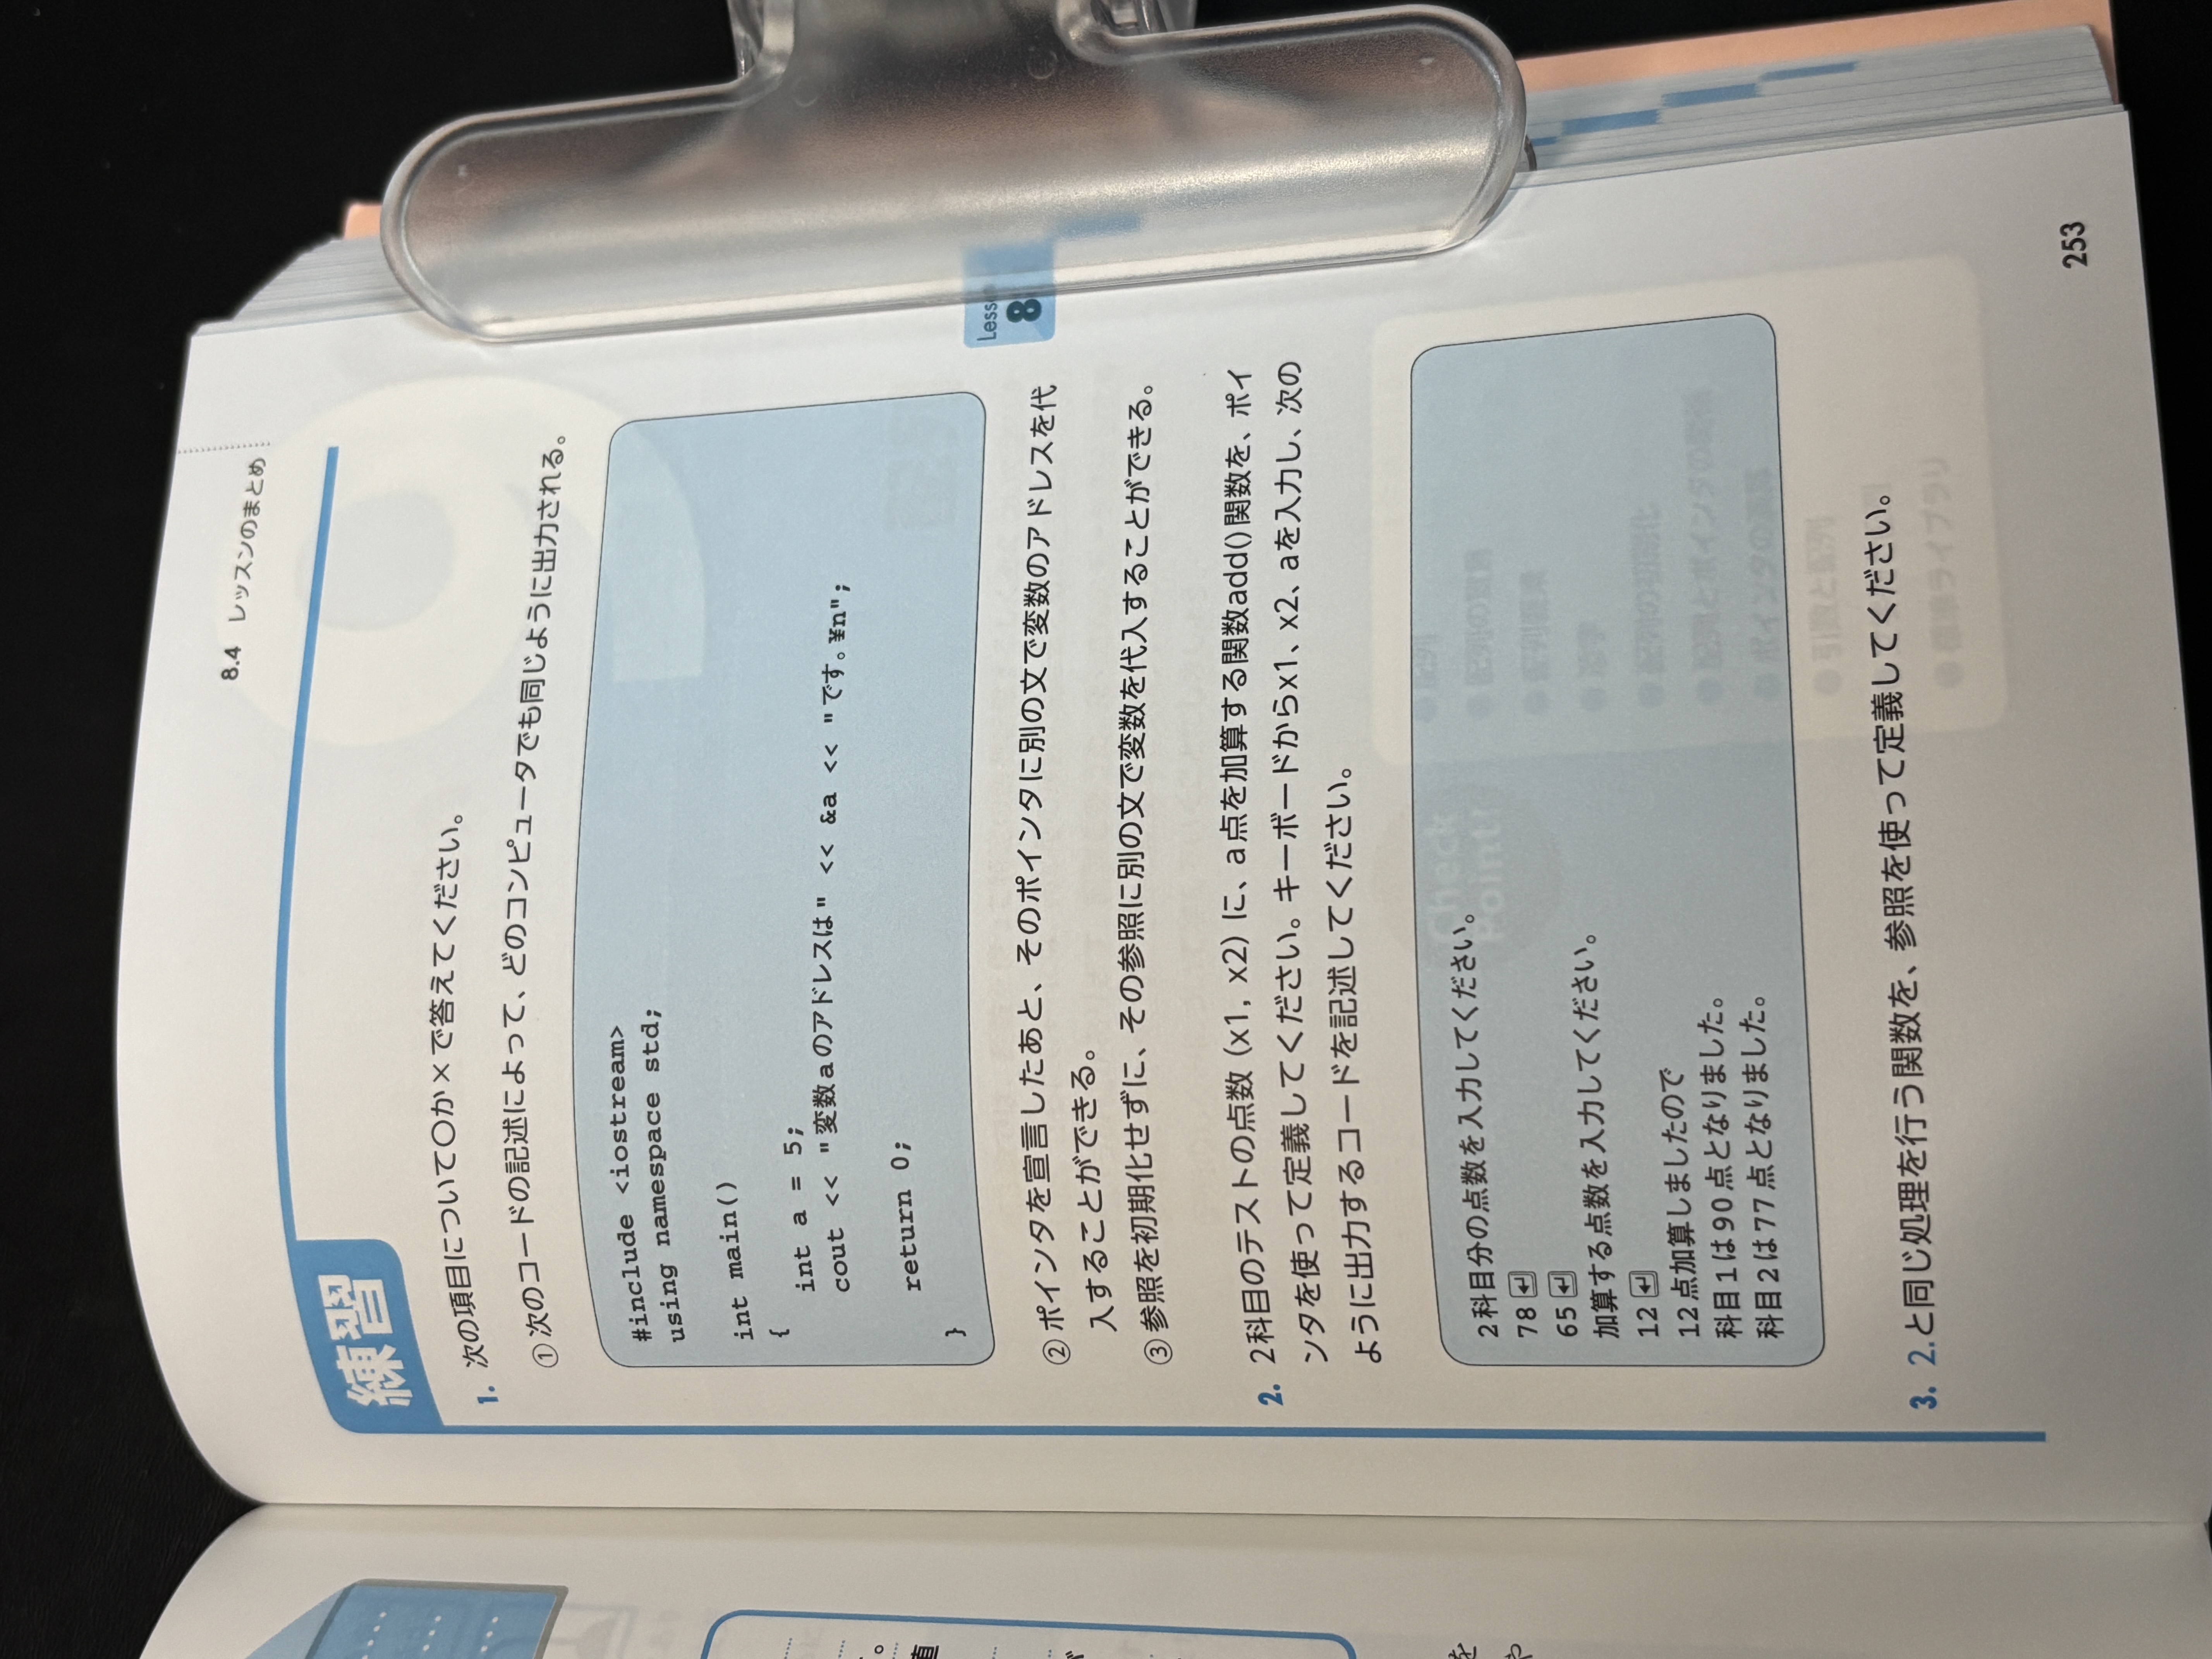 8.4 レッスンのまとめ
練習
1. 次の項目について○か×で答えてください。
①次のコードの記述によって、どのコンピュータでも同じように出力される。
#include <iostream>
using namespace std;
int main()
{
int a = 5;
cout << "変数aのアドレスは" << &a << "です。¥n";
return 0;
}
②ポインタを宣言したあと、そのポインタに別の文で変数のアドレスを代
入することができる。
③参照を初期化せずに、その参照に別の文で変数を代入することができる。
Lesso
8
2. 2科目のテストの点数(x1, x2)に、a点を加算する関数add()関数を、ポイ
ンタを使って定義してください。キーボードからx1、x2、aを入力し、次の
ように出力するコードを記述してください。
2科目分の点数を入力してください。
78↵
65↵
加算する点数を入力してください。
12↵
12点加算しましたので
科目1は90点となりました。
科目2は77点となりました。
3. 2.と同じ処理を行う関数を、参照を使って定義してください。
253